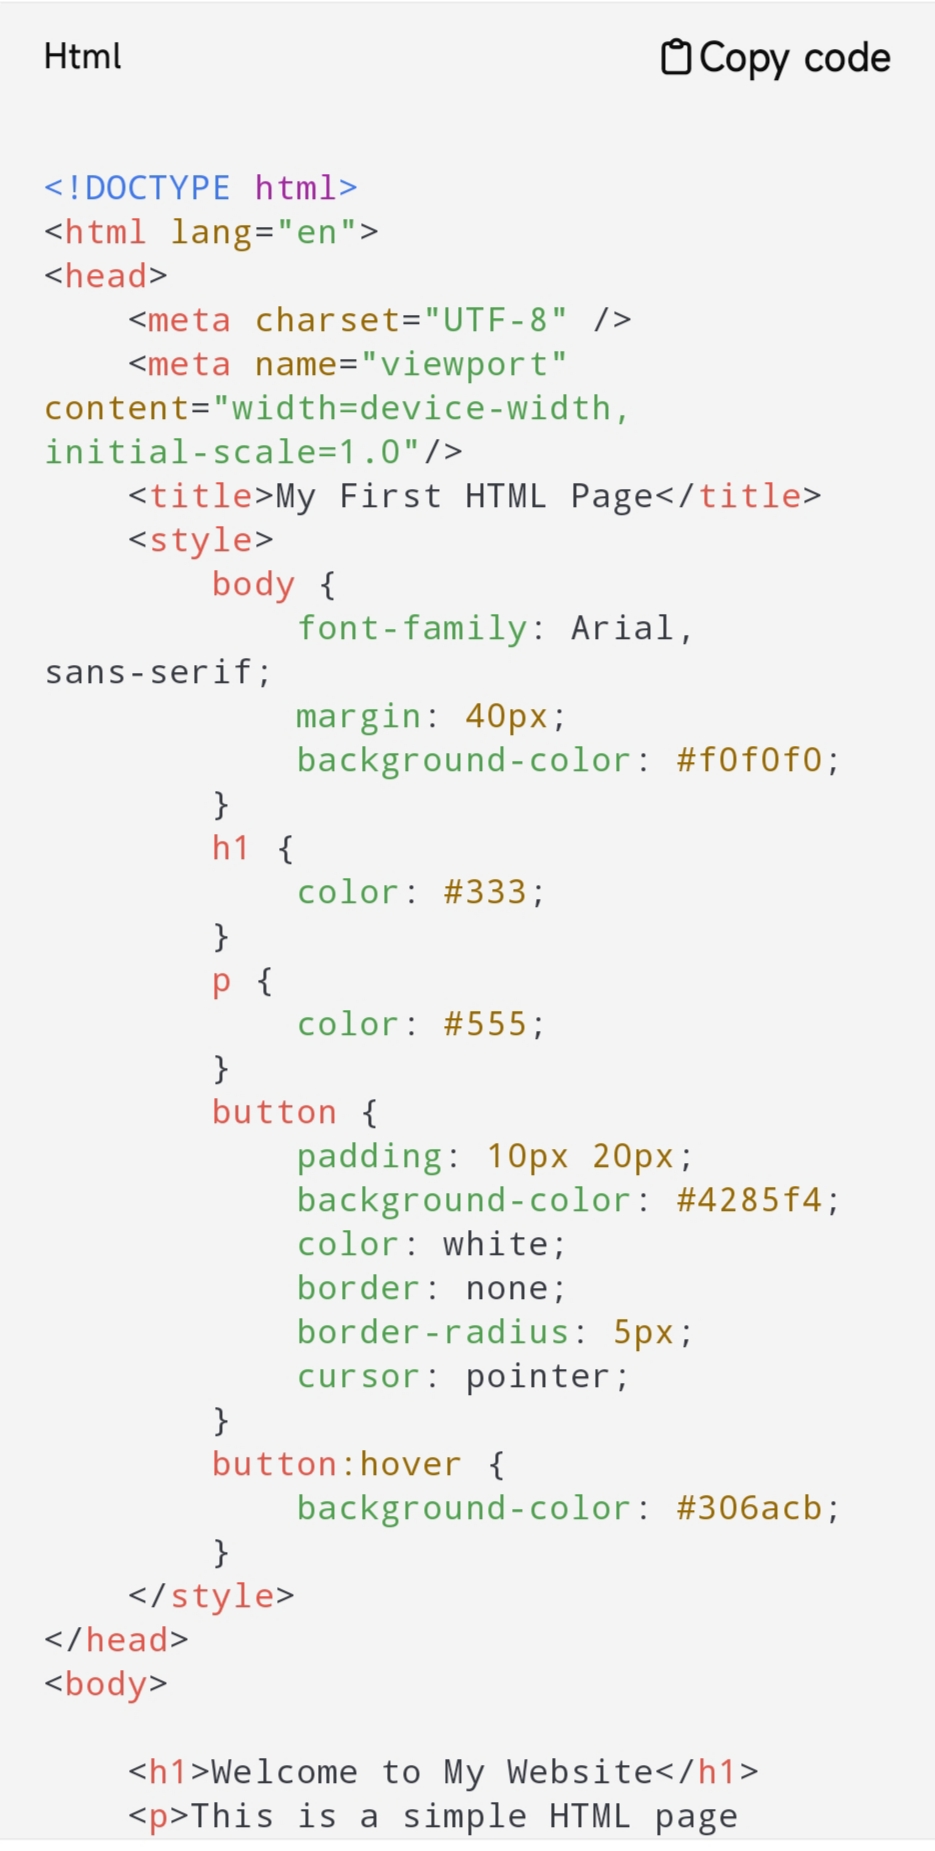 Html
Copy code
<!DOCTYPE html>
<html lang="en">
<head>
    <meta charset="UTF-8" />
    <meta name="viewport"
content="width=device-width,
initial-scale=1.0"/>
    <title>My First HTML Page</title>
    <style>
        body {
            font-family: Arial,
sans-serif;
            margin: 40px;
            background-color: #f0f0f0;
        }
        h1 {
            color: #333;
        }
        p {
            color: #555;
        }
        button {
            padding: 10px 20px;
            background-color: #4285f4;
            color: white;
            border: none;
            border-radius: 5px;
            cursor: pointer;
        }
        button:hover {
            background-color: #306acb;
        }
    </style>
</head>
<body>

    <h1>Welcome to My Website</h1>
    <p>This is a simple HTML page